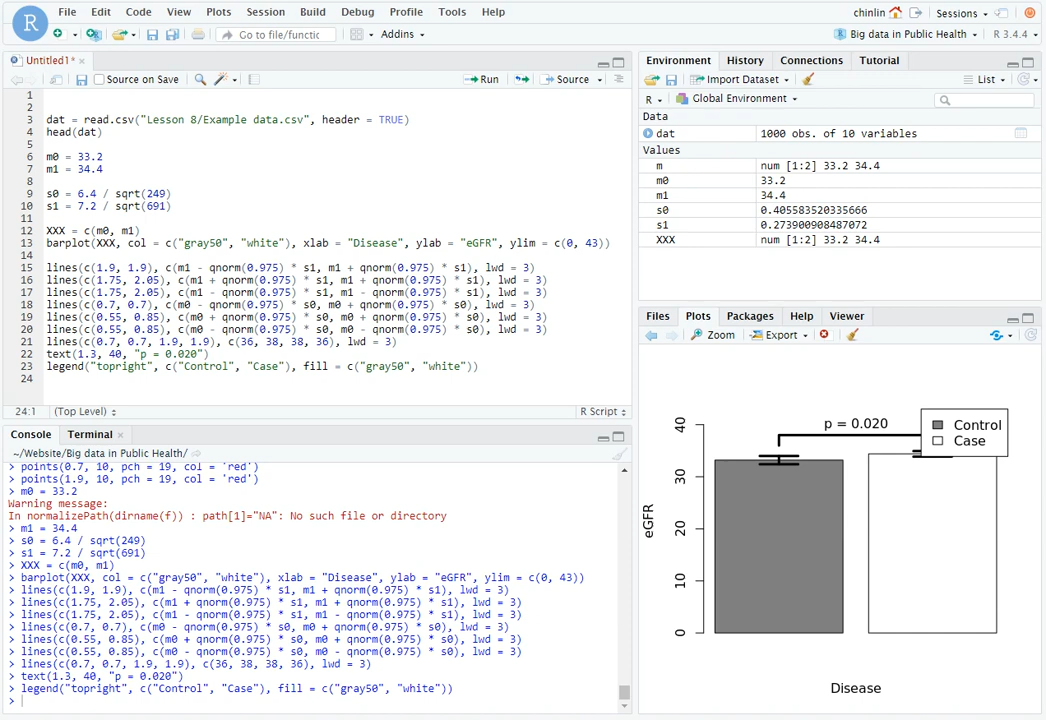 File Edit Code View Plots Session Build Debug Profile Tools Help
chinlin Sessions
Go to file/functic Addins
Big data in Public Health R 3.4.4
Untitled1*
Source on Save Run Source
1
2
3 dat = read.csv("Lesson 8/Example data.csv", header = TRUE)
4 head(dat)
5
6 m0 = 33.2
7 m1 = 34.4
8
9 s0 = 6.4 / sqrt(249)
10 s1 = 7.2 / sqrt(691)
11
12 XXX = c(m0, m1)
13 barplot(XXX, col = c("gray50", "white"), xlab = "Disease", ylab = "eGFR", ylim = c(0, 43))
14
15 lines(c(1.9, 1.9), c(m1 - qnorm(0.975) * s1, m1 + qnorm(0.975) * s1), lwd = 3)
16 lines(c(1.75, 2.05), c(m1 + qnorm(0.975) * s1, m1 + qnorm(0.975) * s1), lwd = 3)
17 lines(c(1.75, 2.05), c(m1 - qnorm(0.975) * s1, m1 - qnorm(0.975) * s1), lwd = 3)
18 lines(c(0.7, 0.7), c(m0 - qnorm(0.975) * s0, m0 + qnorm(0.975) * s0), lwd = 3)
19 lines(c(0.55, 0.85), c(m0 + qnorm(0.975) * s0, m0 + qnorm(0.975) * s0), lwd = 3)
20 lines(c(0.55, 0.85), c(m0 - qnorm(0.975) * s0, m0 - qnorm(0.975) * s0), lwd = 3)
21 lines(c(0.7, 0.7, 1.9, 1.9), c(36, 38, 38, 36), lwd = 3)
22 text(1.3, 40, "p = 0.020")
23 legend("topright", c("Control", "Case"), fill = c("gray50", "white"))
24
24:1 (Top Level) R Script
Console Terminal
~/Website/Big data in Public Health/
> points(0.7, 10, pch = 19, col = 'red')
> points(1.9, 10, pch = 19, col = 'red')
> m0 = 33.2
Warning message:
In normalizePath(dirname(f)) : path[1]="NA": No such file or directory
> m1 = 34.4
> s0 = 6.4 / sqrt(249)
> s1 = 7.2 / sqrt(691)
> XXX = c(m0, m1)
> barplot(XXX, col = c("gray50", "white"), xlab = "Disease", ylab = "eGFR", ylim = c(0, 43))
> lines(c(1.9, 1.9), c(m1 - qnorm(0.975) * s1, m1 + qnorm(0.975) * s1), lwd = 3)
> lines(c(1.75, 2.05), c(m1 + qnorm(0.975) * s1, m1 + qnorm(0.975) * s1), lwd = 3)
> lines(c(1.75, 2.05), c(m1 - qnorm(0.975) * s1, m1 - qnorm(0.975) * s1), lwd = 3)
> lines(c(0.7, 0.7), c(m0 - qnorm(0.975) * s0, m0 + qnorm(0.975) * s0), lwd = 3)
> lines(c(0.55, 0.85), c(m0 + qnorm(0.975) * s0, m0 + qnorm(0.975) * s0), lwd = 3)
> lines(c(0.55, 0.85), c(m0 - qnorm(0.975) * s0, m0 - qnorm(0.975) * s0), lwd = 3)
> lines(c(0.7, 0.7, 1.9, 1.9), c(36, 38, 38, 36), lwd = 3)
> text(1.3, 40, "p = 0.020")
> legend("topright", c("Control", "Case"), fill = c("gray50", "white"))
>
Environment History Connections Tutorial
Import Dataset List
R Global Environment
Data
dat 1000 obs. of 10 variables
Values
m num [1:2] 33.2 34.4
m0 33.2
m1 34.4
s0 0.405583520335666
s1 0.273900908487072
XXX num [1:2] 33.2 34.4
Files Plots Packages Help Viewer
Zoom Export
p = 0.020
Control
Case
40
30
20
10
0
eGFR
Disease